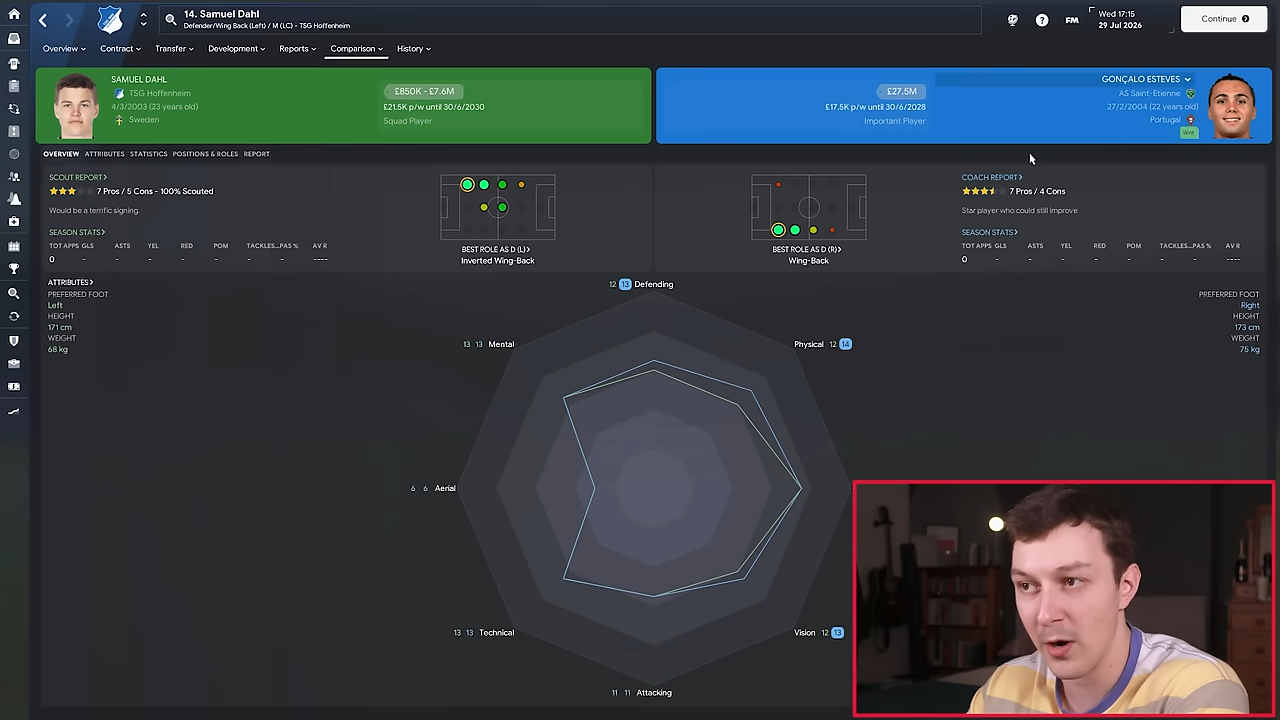 14. Samuel Dahl
Defender/Wing Back (Left) / M (LC) - TSG Hoffenheim
FM
Wed 17:15
29 Jul 2026
Continue
Overview
Contract
Transfer
Development
Reports
Comparison
History
SAMUEL DAHL
TSG Hoffenheim
4/3/2003 (23 years old)
Sweden
£850K - £7.6M
£21.5K p/w until 30/6/2030
Squad Player
£27.5M
£17.5K p/w until 30/6/2028
Important Player
GONÇALO ESTEVES
AS Saint-Etienne
27/2/2004 (22 years old)
Portugal
Wnt
OVERVIEW ATTRIBUTES STATISTICS POSITIONS & ROLES REPORT
SCOUT REPORT>
7 Pros / 5 Cons - 100% Scouted
Would be a terrific signing.
SEASON STATS>
TOT APPS GLS ASTS YEL RED POM TACKLES...PAS % AV R
0 - - - - - - - ----
BEST ROLE AS D (L)>
Inverted Wing-Back
BEST ROLE AS D (R)>
Wing-Back
COACH REPORT>
7 Pros / 4 Cons
Star player who could still improve
SEASON STATS>
TOT APPS GLS ASTS YEL RED POM TACKLES...PAS % AV R
0 - - - - - - - ----
ATTRIBUTES>
PREFERRED FOOT
Left
HEIGHT
171 cm
WEIGHT
68 kg
PREFERRED FOOT
Right
HEIGHT
173 cm
WEIGHT
75 kg
12 13 Defending
13 13 Mental
Physical 12 14
6 6 Aerial
13 13 Technical
Vision 12 13
11 11 Attacking